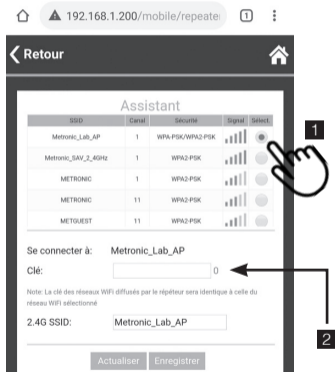 192.168.1.200/mobile/repeate 1
Retour
Assistant
SSID Canal Sécurité Signal Sélect.
Metronic_Lab_AP 1 WPA-PSK/WPA2-PSK
Metronic_SAV_2_4GHz 1 WPA2-PSK
METRONIC 1 WPA2-PSK
METRONIC 11 WPA2-PSK
METGUEST 11 WPA2-PSK
1
Se connecter à: Metronic_Lab_AP
Clé: 0
Note: La clé des réseaux WiFi diffusés par le répéteur sera identique à celle du
réseau WiFi sélectionné
2.4G SSID: Metronic_Lab_AP
2
Actualiser Enregistrer